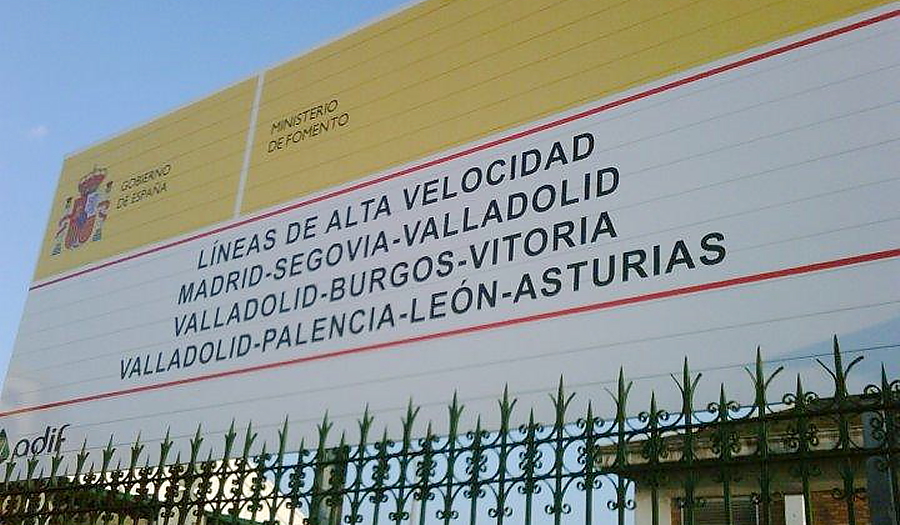 GOBIERNO
DE ESPAÑA
MINISTERIO
DE FOMENTO
LÍNEAS DE ALTA VELOCIDAD
MADRID-SEGOVIA-VALLADOLID
VALLADOLID-BURGOS-VITORIA
VALLADOLID-PALENCIA-LEÓN-ASTURIAS
adif